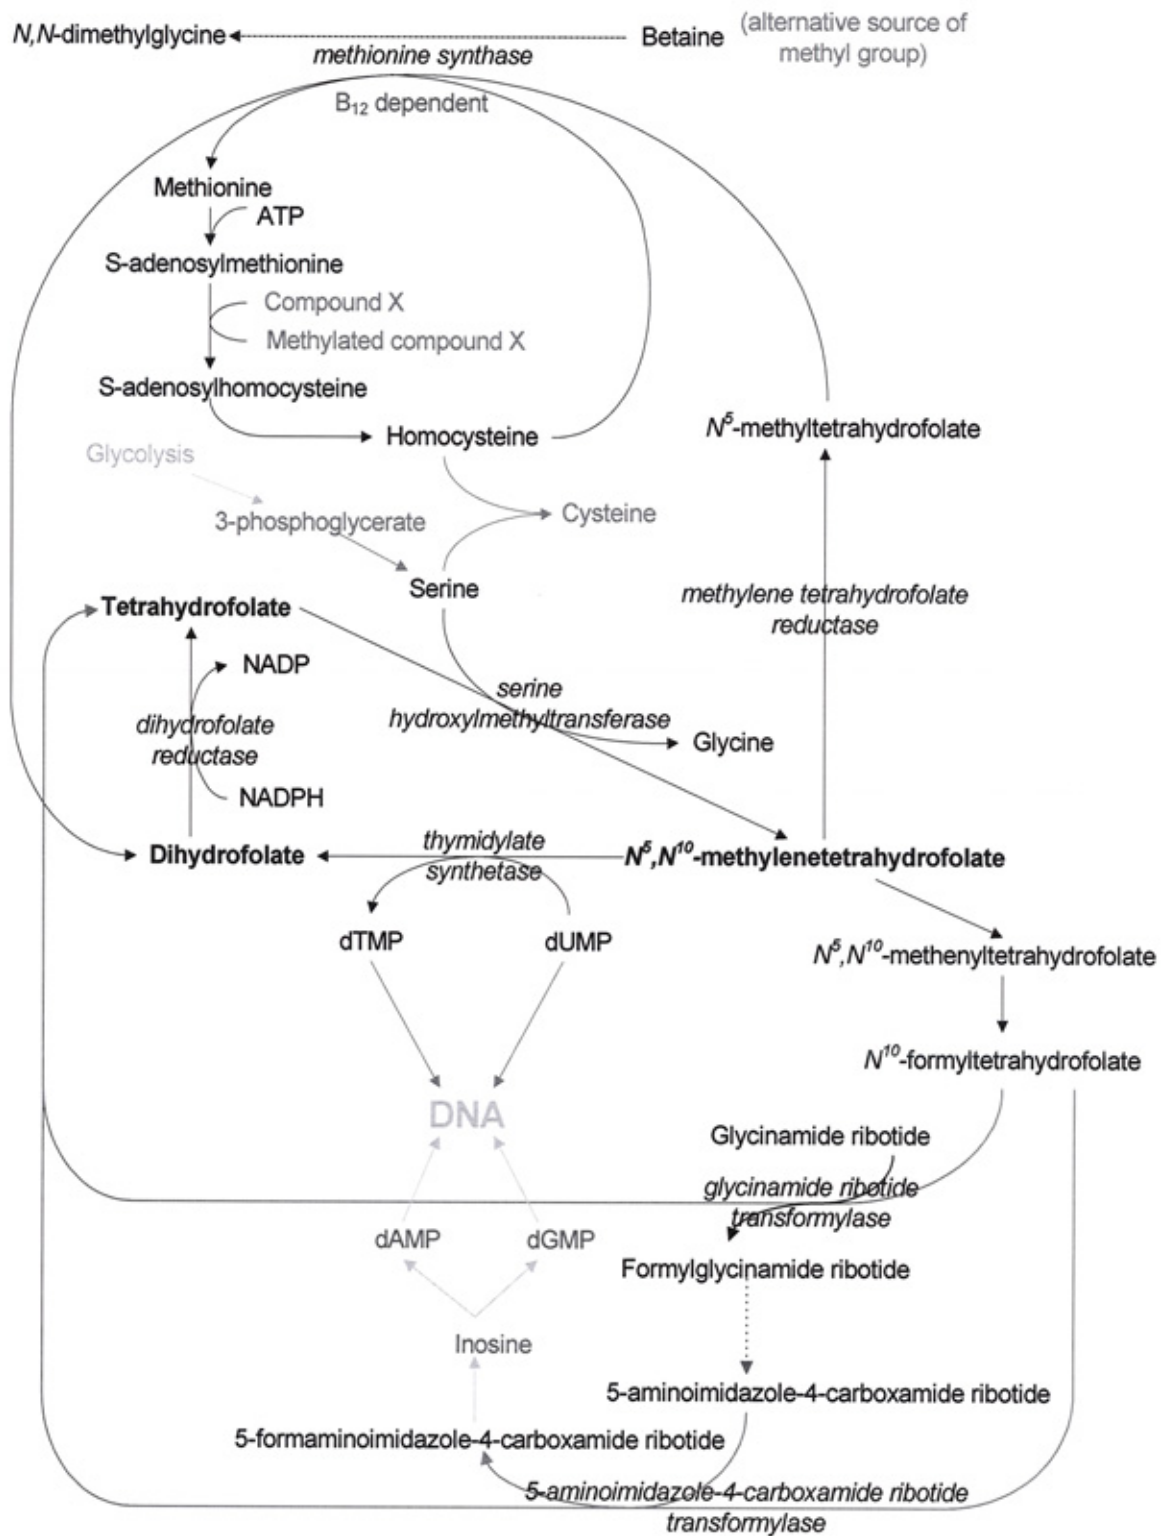 N,N-dimethylglycine
Betaine
(alternative source of
methyl group)
methionine synthase
B₁₂ dependent
Methionine
ATP
S-adenosylmethionine
Compound X
Methylated compound X
S-adenosylhomocysteine
Homocysteine
N⁵-methyltetrahydrofolate
Glycolysis
3-phosphoglycerate
Cysteine
Serine
Tetrahydrofolate
methylene tetrahydrofolate
reductase
NADP
serine
hydroxylmethyltransferase
dihydrofolate
reductase
Glycine
NADPH
Dihydrofolate
thymidylate
synthetase
N⁵,N¹⁰-methylenetetrahydrofolate
dTMP
dUMP
N⁵,N¹⁰-methenyltetrahydrofolate
N¹⁰-formyltetrahydrofolate
DNA
Glycinamide ribotide
glycinamide ribotide
transformylase
dAMP
dGMP
Formylglycinamide ribotide
Inosine
5-aminoimidazole-4-carboxamide ribotide
5-formaminoimidazole-4-carboxamide ribotide
5-aminoimidazole-4-carboxamide ribotide
transformylase